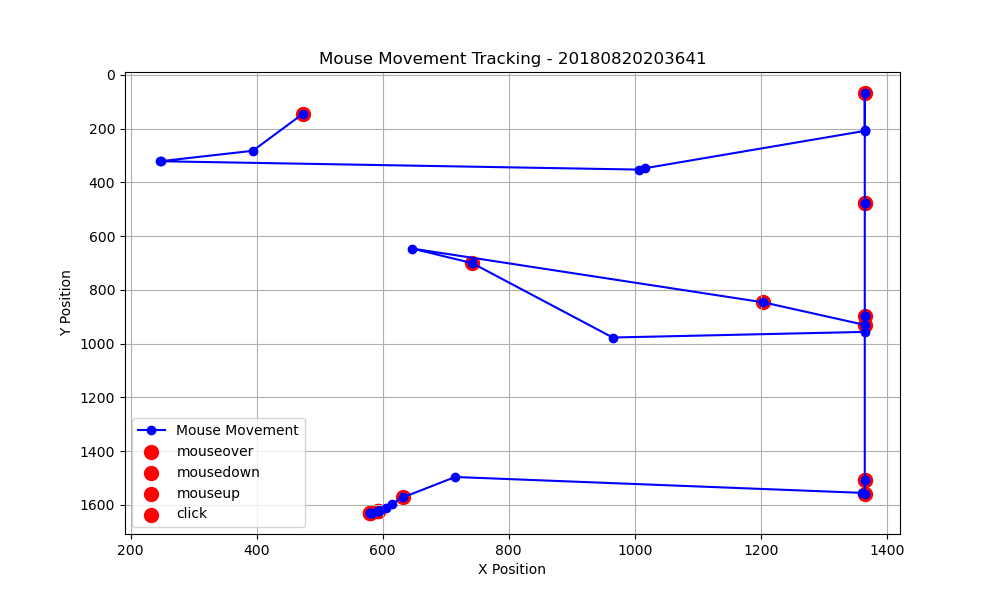 Mouse Movement Tracking - 20180820203641
0
200
400
600
800
1000
1200
1400
1600
Y Position
Mouse Movement
mouseover
mousedown
mouseup
click
200 400 600 800 1000 1200 1400
X Position